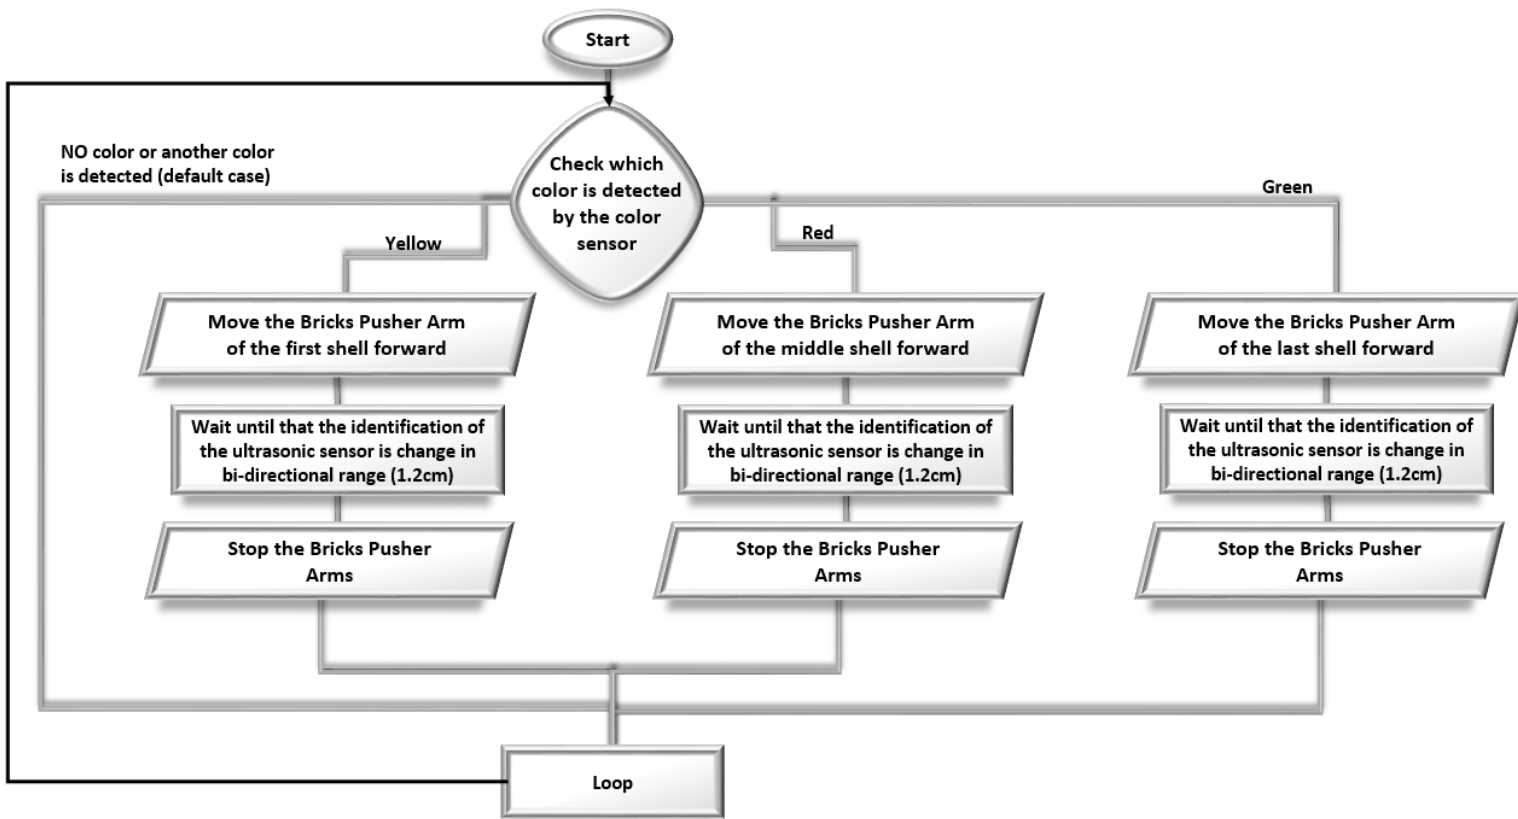 Start
NO color or another color
is detected (default case)
Check which
color is detected
by the color
sensor
Green
Yellow
Red
Move the Bricks Pusher Arm
of the first shell forward
Move the Bricks Pusher Arm
of the middle shell forward
Move the Bricks Pusher Arm
of the last shell forward
Wait until that the identification of
the ultrasonic sensor is change in
bi-directional range (1.2cm)
Wait until that the identification of
the ultrasonic sensor is change in
bi-directional range (1.2cm)
Wait until that the identification of
the ultrasonic sensor is change in
bi-directional range (1.2cm)
Stop the Bricks Pusher
Arms
Stop the Bricks Pusher
Arms
Stop the Bricks Pusher
Arms
Loop